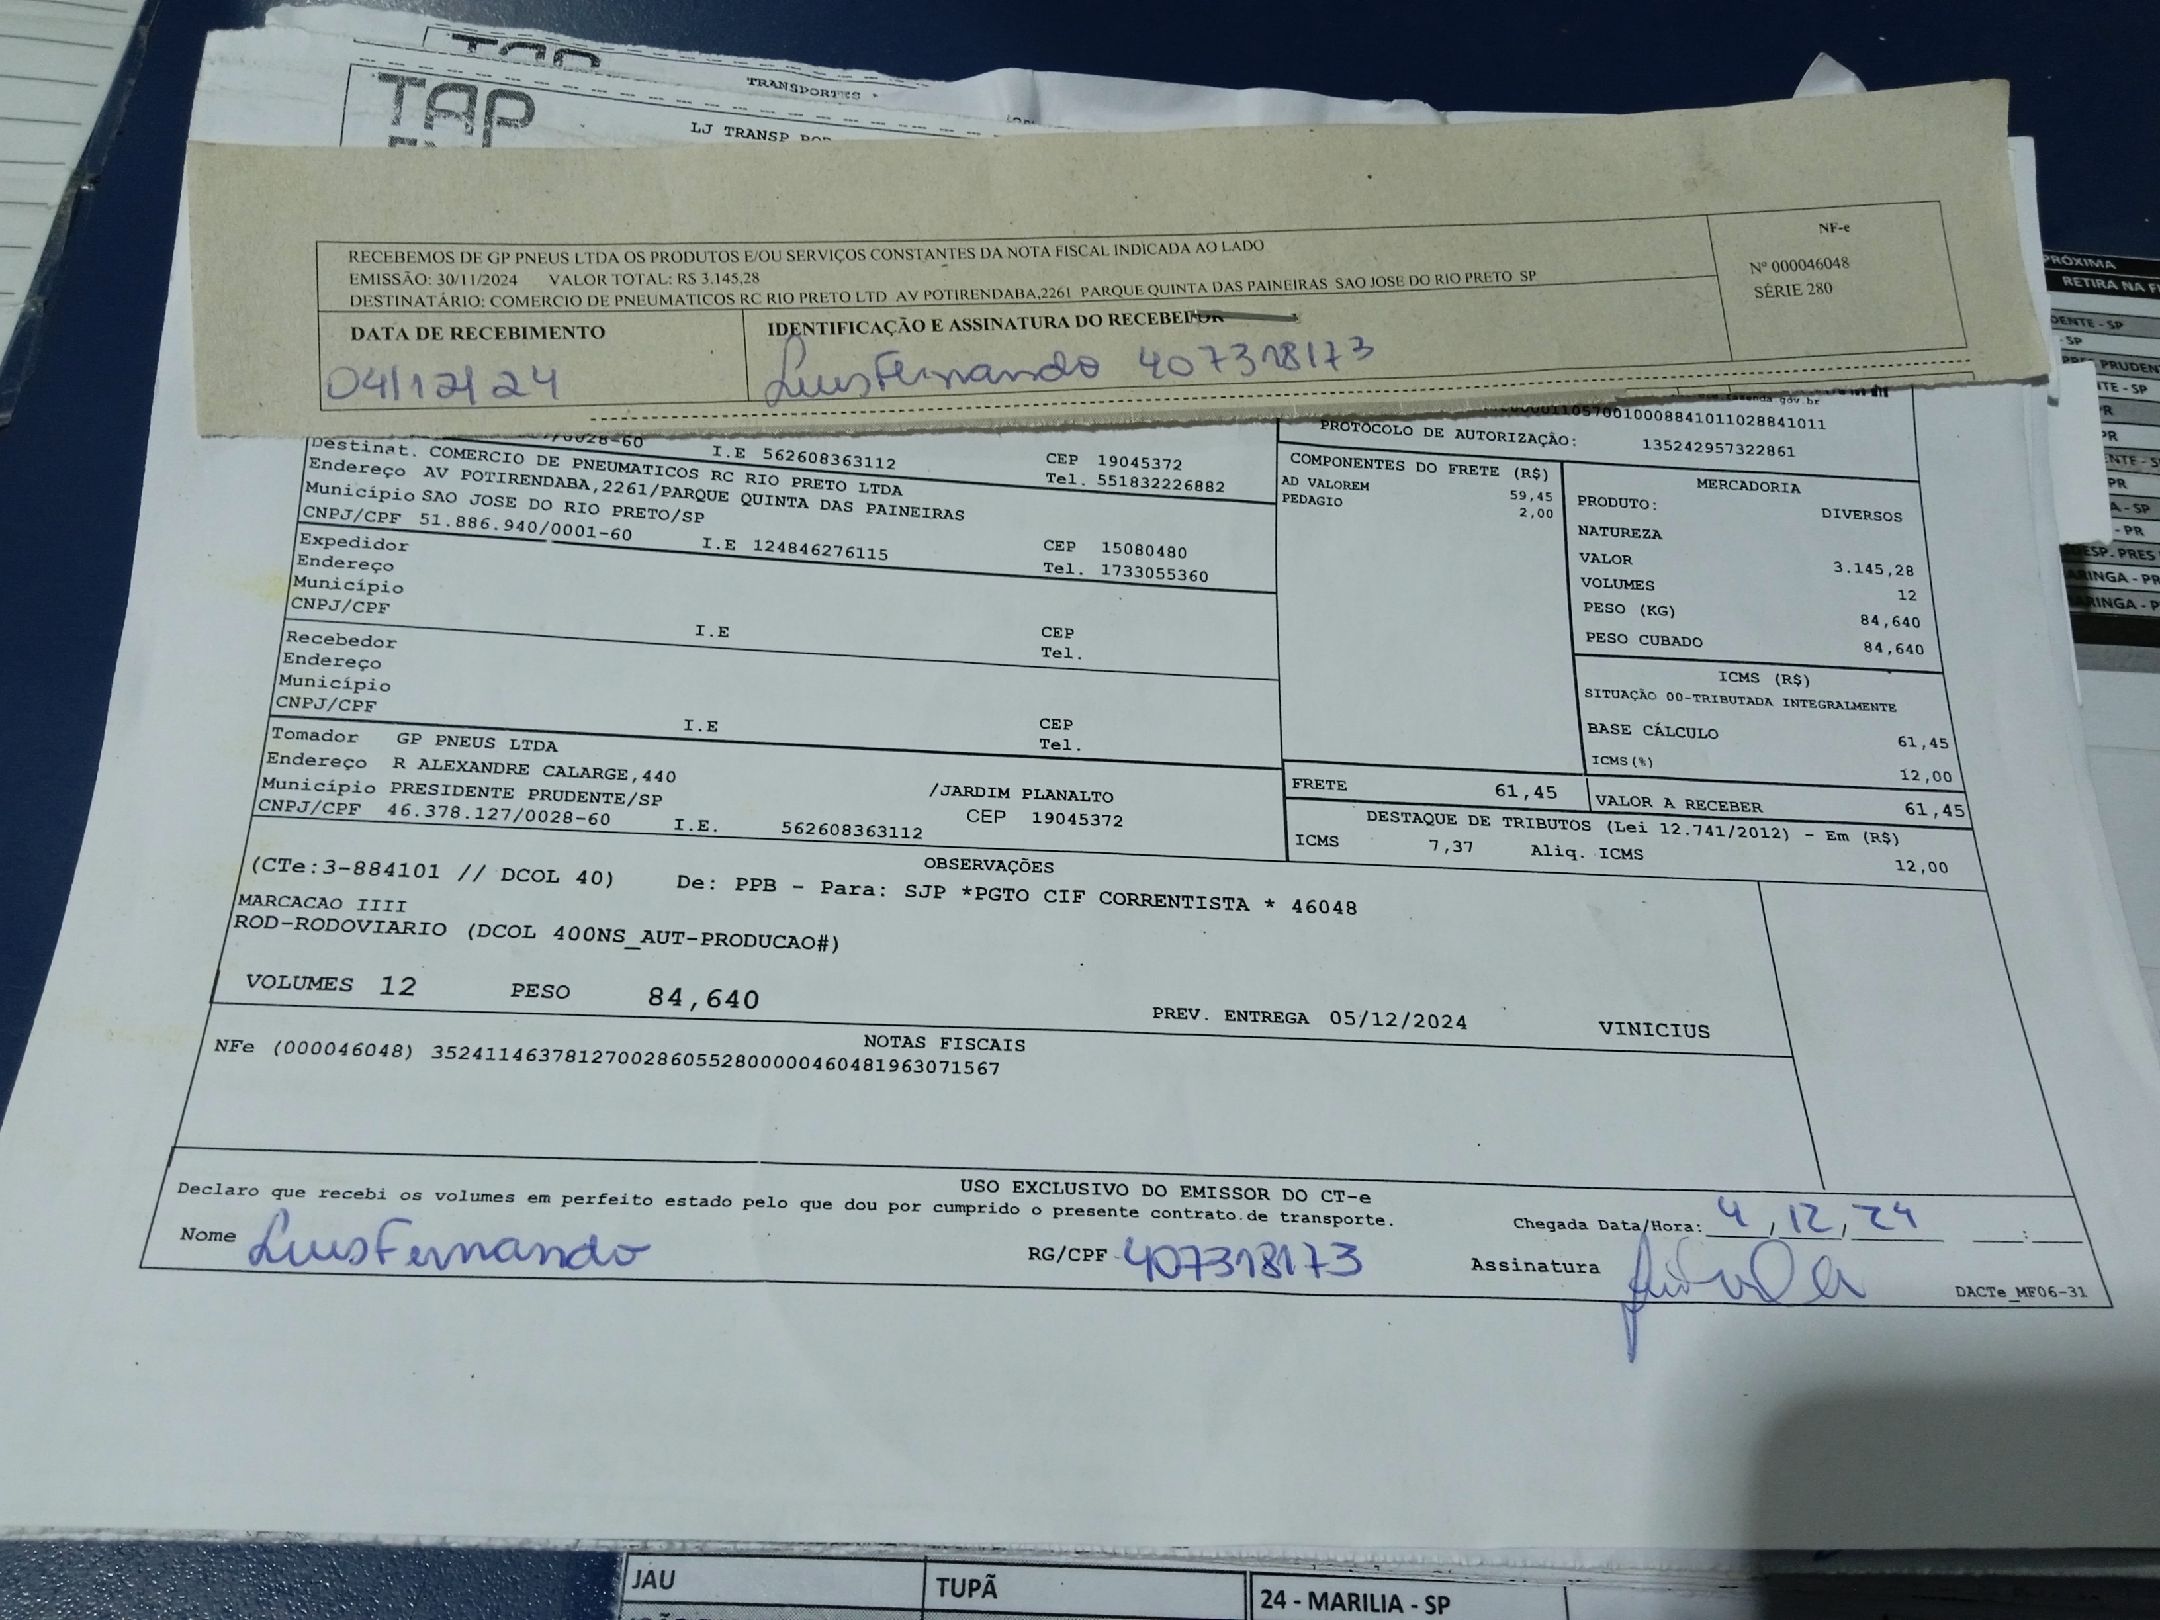 TAP
TRANSPORTES
TAP
LJ TRANSP
RECEBEMOS DE GP PNEUS LTDA OS PRODUTOS E/OU SERVIÇOS CONSTANTES DA NOTA FISCAL INDICADA AO LADO
EMISSÃO: 30/11/2024 VALOR TOTAL: R$ 3.145,28
DESTINATÁRIO: COMERCIO DE PNEUMATICOS RC RIO PRETO LTD AV POTIRENDABA,2261 PARQUE QUINTA DAS PAINEIRAS SAO JOSE DO RIO PRETO SP
NF-e
Nº 000046048
SÉRIE 280
DATA DE RECEBIMENTO
04/12/24
IDENTIFICAÇÃO E ASSINATURA DO RECEBEDOR
Luis Fernando 407318173
PROTOCOLO DE AUTORIZAÇÃO: 135242957322861
/0028-60 I.E 562608363112 CEP 19045372
Tel. 551832226882
Destinat. COMERCIO DE PNEUMATICOS RC RIO PRETO LTDA
Endereço AV POTIRENDABA,2261/PARQUE QUINTA DAS PAINEIRAS
Município SAO JOSE DO RIO PRETO/SP CEP 15080480
CNPJ/CPF 51.886.940/0001-60 I.E 124846276115 Tel. 1733055360
Expedidor
Endereço
Município CEP
CNPJ/CPF I.E Tel.
Recebedor
Endereço
Município CEP
CNPJ/CPF I.E Tel.
Tomador GP PNEUS LTDA
Endereço R ALEXANDRE CALARGE,440 /JARDIM PLANALTO
Município PRESIDENTE PRUDENTE/SP CEP 19045372
CNPJ/CPF 46.378.127/0028-60 I.E. 562608363112
COMPONENTES DO FRETE (R$)
AD VALOREM 59,45
PEDAGIO 2,00
MERCADORIA
PRODUTO: DIVERSOS
NATUREZA
VALOR 3.145,28
VOLUMES 12
PESO (KG) 84,640
PESO CUBADO 84,640
ICMS (R$)
SITUAÇÃO 00-TRIBUTADA INTEGRALMENTE
BASE CÁLCULO 61,45
ICMS(%) 12,00
FRETE 61,45 VALOR A RECEBER 61,45
DESTAQUE DE TRIBUTOS (Lei 12.741/2012) - Em (R$)
ICMS 7,37 Aliq. ICMS 12,00
OBSERVAÇÕES
(CTe:3-884101 // DCOL 40) De: PPB - Para: SJP *PGTO CIF CORRENTISTA * 46048
MARCACAO IIII
ROD-RODOVIARIO (DCOL 400NS_AUT-PRODUCAO#)
VOLUMES 12 PESO 84,640 PREV. ENTREGA 05/12/2024 VINICIUS
NOTAS FISCAIS
NFe (000046048) 35241146378127002860552800000460481963071567
USO EXCLUSIVO DO EMISSOR DO CT-e
Declaro que recebi os volumes em perfeito estado pelo que dou por cumprido o presente contrato de transporte.
Chegada Data/Hora: 4,12,24 :
Nome Luis Fernando RG/CPF 407318173 Assinatura
DACTe_MF06-31
PRÓXIMA
RETIRA NA
JAU TUPÃ 24 - MARILIA - SP